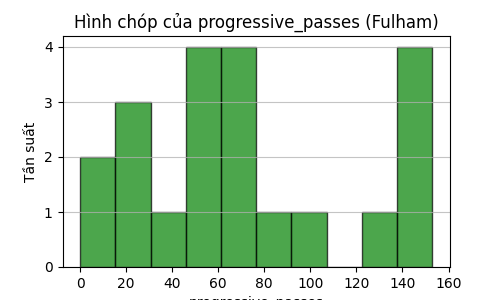 Hình chóp của progressive_passes (Fulham)
4
3
2
1
0
Tần suất
0 20 40 60 80 100 120 140 160
progressive_passes